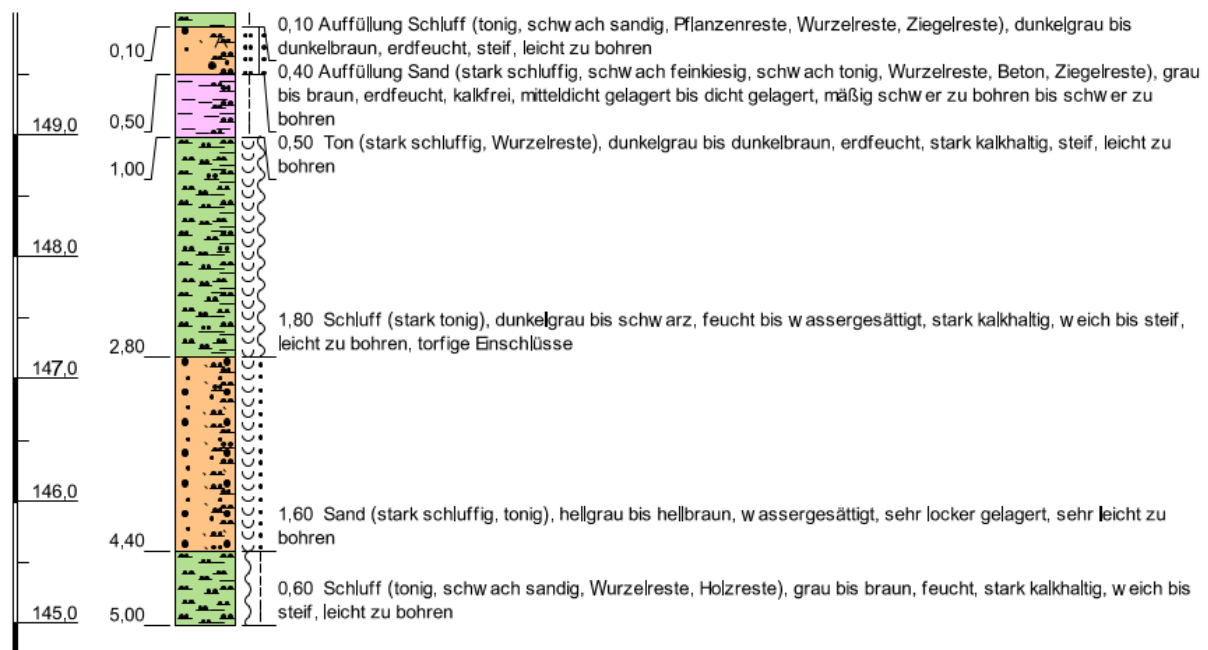 0,10 Auffüllung Schluff (tonig, schwach sandig, Pflanzenreste, Wurzelreste, Ziegelreste), dunkelgrau bis
dunkelbraun, erdfeucht, steif, leicht zu bohren
0,10
A
0,40 Auffüllung Sand (stark schluffig, schwach feinkiesig, schwach tonig, Wurzelreste, Beton, Ziegelreste), grau
bis braun, erdfeucht, kalkfrei, mitteldicht gelagert bis dicht gelagert, mäßig schwer zu bohren bis schwer zu
bohren
0,50
149,0
0,50 Ton (stark schluffig, Wurzelreste), dunkelgrau bis dunkelbraun, erdfeucht, stark kalkhaltig, steif, leicht zu
bohren
1,00
148,0
1,80 Schluff (stark tonig), dunkelgrau bis schwarz, feucht bis wassergesättigt, stark kalkhaltig, weich bis steif,
leicht zu bohren, torfige Einschlüsse
2,80
147,0
146,0
1,60 Sand (stark schluffig, tonig), hellgrau bis hellbraun, wassergesättigt, sehr locker gelagert, sehr leicht zu
bohren
4,40
0,60 Schluff (tonig, schwach sandig, Wurzelreste, Holzreste), grau bis braun, feucht, stark kalkhaltig, weich bis
steif, leicht zu bohren
5,00
145,0